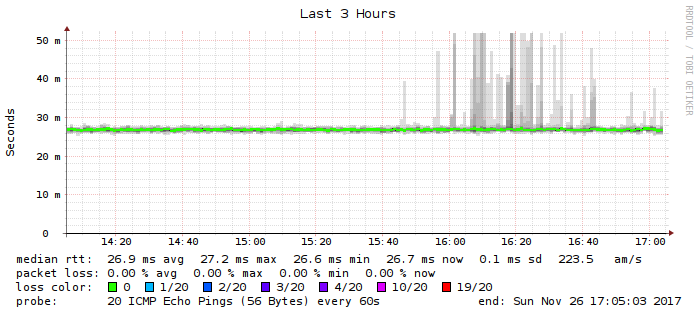 Last 3 Hours
RRDTOOL / TOBI OETIKER
Seconds
50 m
40 m
30 m
20 m
10 m
0
14:20 14:40 15:00 15:20 15:40 16:00 16:20 16:40 17:00
median rtt: 26.9 ms avg 27.2 ms max 26.6 ms min 26.7 ms now 0.1 ms sd 223.5 am/s
packet loss: 0.00 % avg 0.00 % max 0.00 % min 0.00 % now
loss color: 0 1/20 2/20 3/20 4/20 10/20 19/20
probe: 20 ICMP Echo Pings (56 Bytes) every 60s end: Sun Nov 26 17:05:03 2017